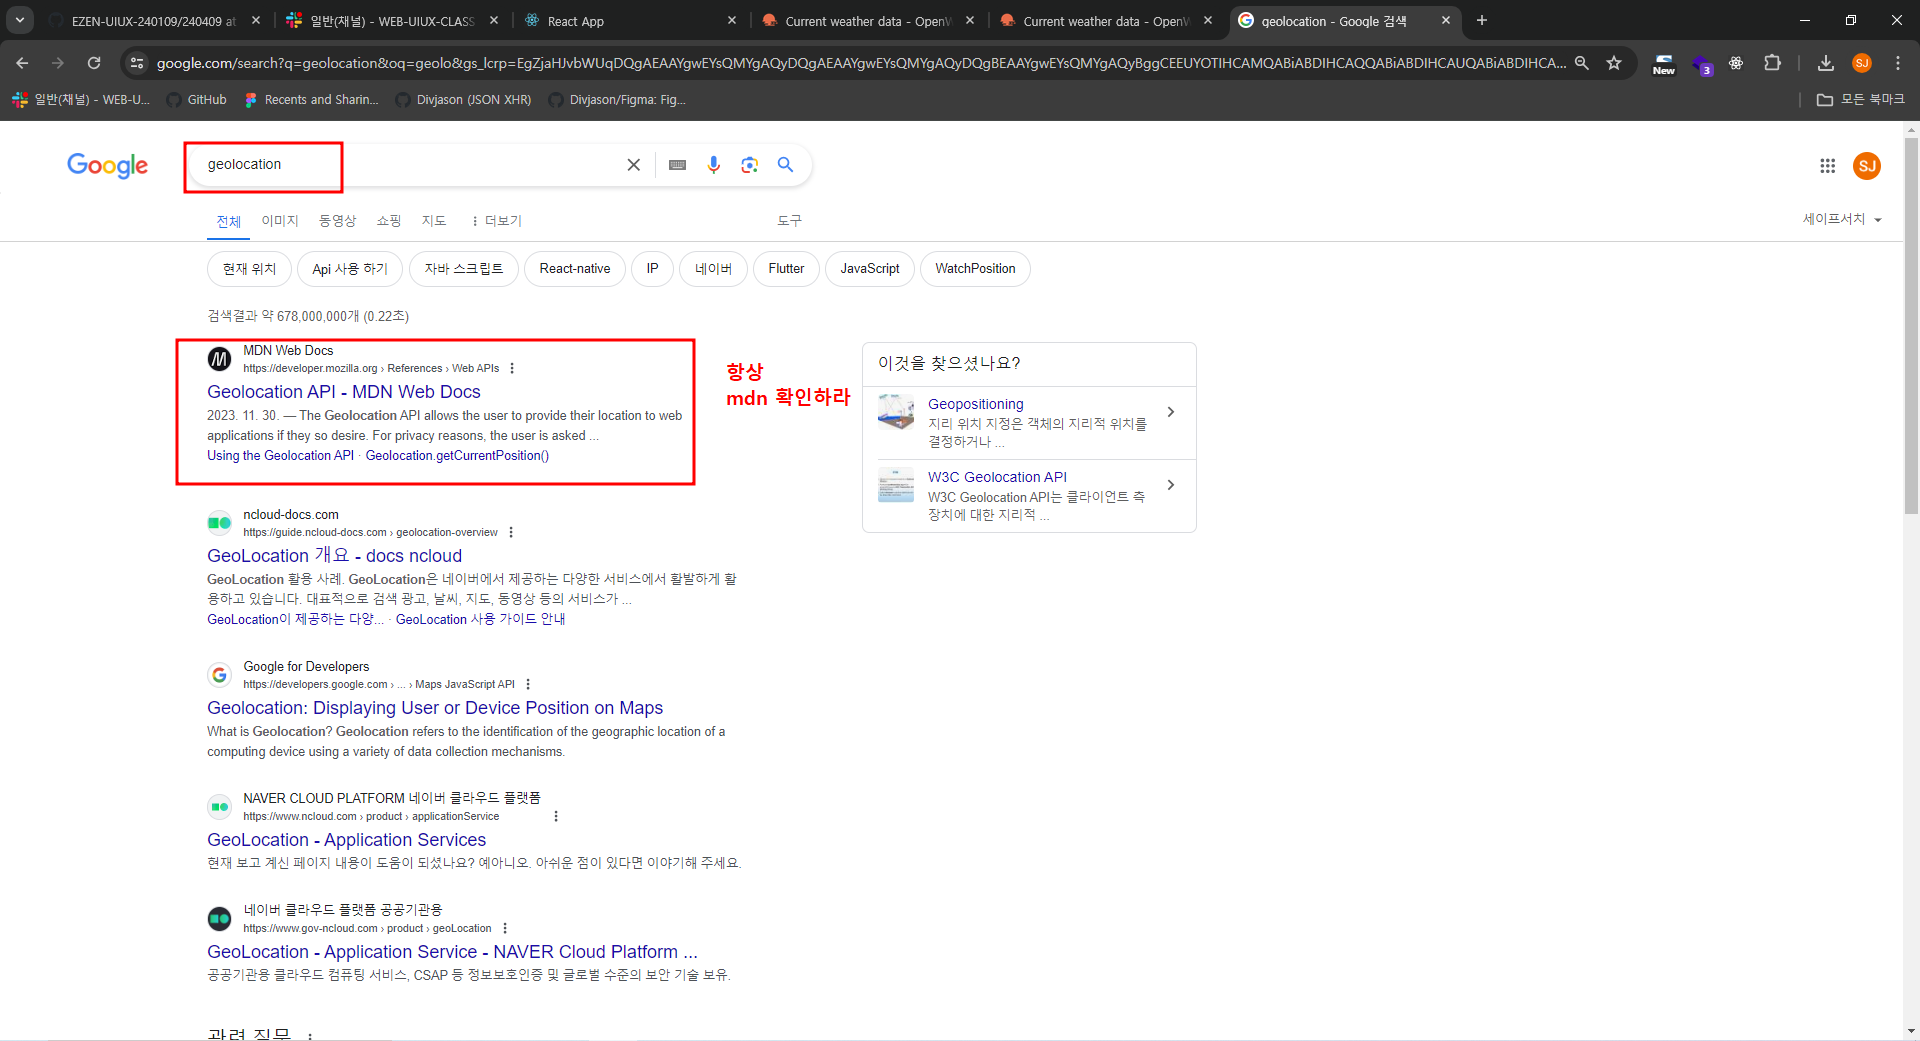 EZEN-UIUX-240109/240409 at
일반(채널) - WEB-UIUX-CLASS
React App
Current weather data - OpenW
Current weather data - OpenW
geolocation - Google 검색
google.com/search?q=geolocation&oq=geolo&gs_lcrp=EgZjaHJvbWUqDQgAEAAYgwEYsQMYgAQyDQgAEAAYgwEYsQMYgAQyDQgBEAAYgwEYsQMYgAQyBggCEEUYOTIHCAMQABiABDIHCAQQABiABDIHCAUQABiABDIHCA...
New
3
SJ
일반(채널) - WEB-U...
GitHub
Recents and Sharin...
Divjason (JSON XHR)
Divjason/Figma: Fig...
모든 북마크
Google
geolocation
SJ
전체
이미지
동영상
쇼핑
지도
더보기
도구
세이프서치
현재 위치
Api 사용 하기
자바 스크립트
React-native
IP
네이버
Flutter
JavaScript
WatchPosition
검색결과 약 678,000,000개 (0.22초)
MDN Web Docs
https://developer.mozilla.org › References › Web APIs
Geolocation API - MDN Web Docs
2023. 11. 30. — The Geolocation API allows the user to provide their location to web
applications if they so desire. For privacy reasons, the user is asked ...
Using the Geolocation API · Geolocation.getCurrentPosition()
항상
mdn 확인하라
이것을 찾으셨나요?
Geopositioning
지리 위치 지정은 객체의 지리적 위치를
결정하거나 ...
W3C Geolocation API
W3C Geolocation API는 클라이언트 측
장치에 대한 지리적 ...
ncloud-docs.com
https://guide.ncloud-docs.com › geolocation-overview
GeoLocation 개요 - docs ncloud
GeoLocation 활용 사례. GeoLocation은 네이버에서 제공하는 다양한 서비스에서 활발하게 활
용하고 있습니다. 대표적으로 검색 광고, 날씨, 지도, 동영상 등의 서비스가 ...
GeoLocation이 제공하는 다양... · GeoLocation 사용 가이드 안내
Google for Developers
https://developers.google.com › ... › Maps JavaScript API
Geolocation: Displaying User or Device Position on Maps
What is Geolocation? Geolocation refers to the identification of the geographic location of a
computing device using a variety of data collection mechanisms.
NAVER CLOUD PLATFORM 네이버 클라우드 플랫폼
https://www.ncloud.com › product › applicationService
GeoLocation - Application Services
현재 보고 계신 페이지 내용이 도움이 되셨나요? 예아니오. 아쉬운 점이 있다면 이야기해 주세요.
네이버 클라우드 플랫폼 공공기관용
https://www.gov-ncloud.com › product › geoLocation
GeoLocation - Application Service - NAVER Cloud Platform ...
공공기관용 클라우드 컴퓨팅 서비스, CSAP 등 정보보호인증 및 글로벌 수준의 보안 기술 보유.
관련 질문